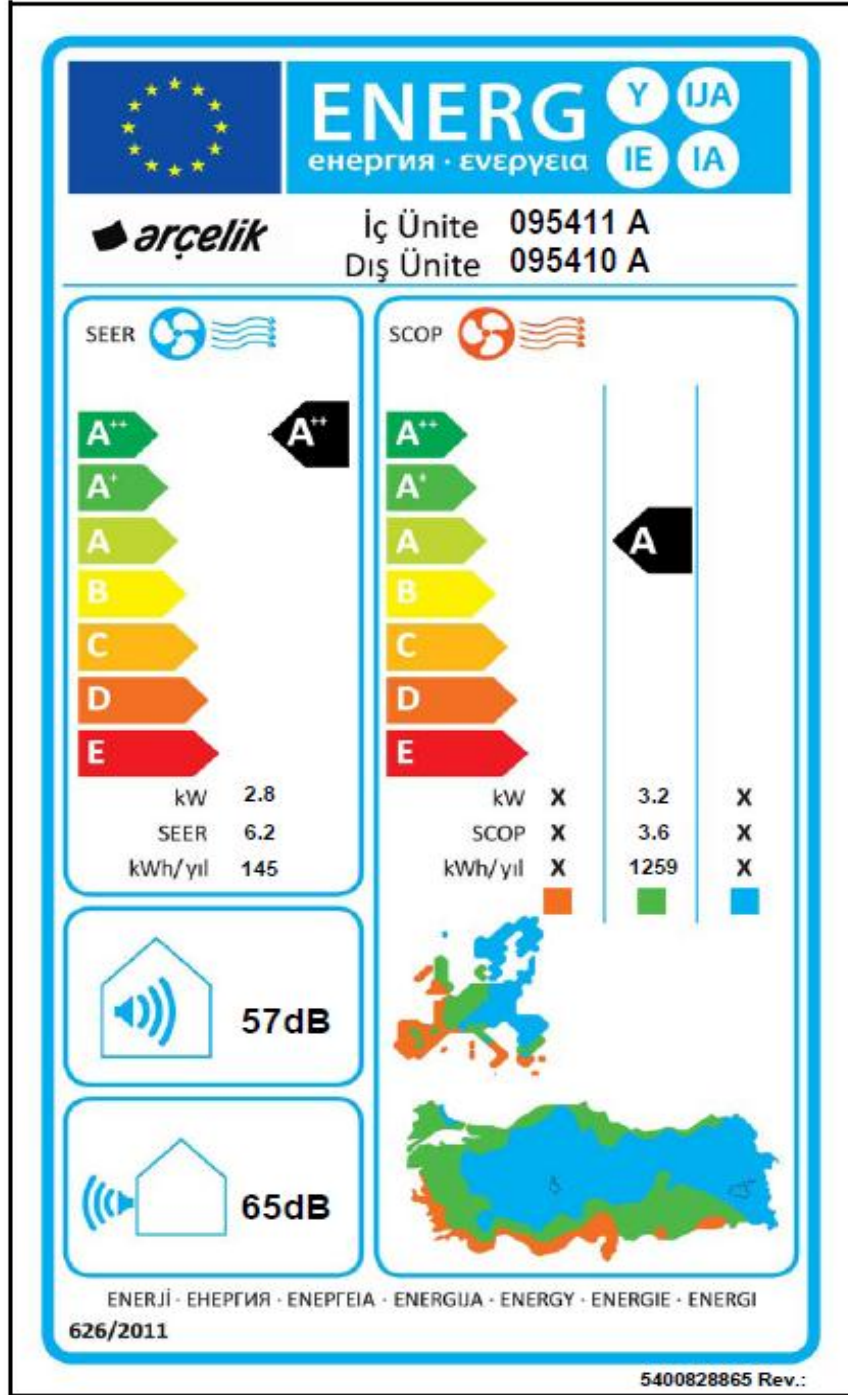 ENERG Y IJA
енергия · ενεργεια IE IA
arçelik
İç Ünite 095411 A
Dış Ünite 095410 A
SEER
A++
A++
A+
A
B
C
D
E
kW 2.8
SEER 6.2
kWh/yıl 145
SCOP
A++
A+
A
A
B
C
D
E
kW X 3.2 X
SCOP X 3.6 X
kWh/yıl X 1259 X
57dB
65dB
ENERJİ · ЕНЕРГИЯ · ΕΝΕΡΓΕΙΑ · ENERGIJA · ENERGY · ENERGIE · ENERGI
626/2011
5400828865 Rev.: